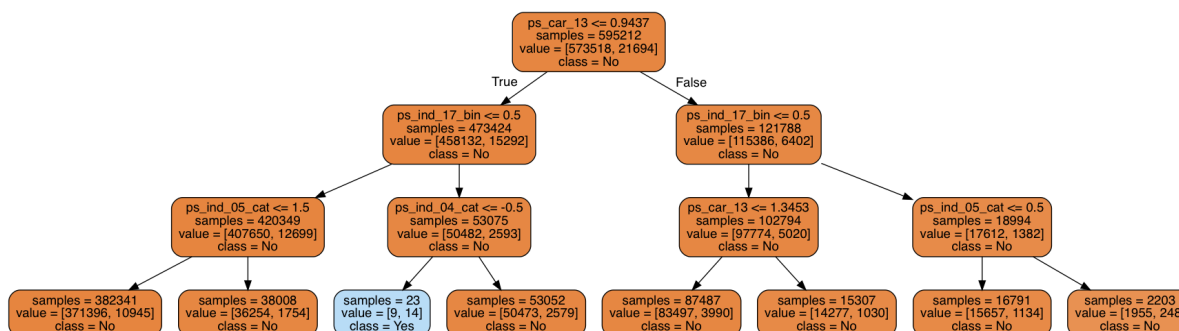 ps_car_13 <= 0.9437
samples = 595212
value = [573518, 21694]
class = No
True
False
ps_ind_17_bin <= 0.5
samples = 473424
value = [458132, 15292]
class = No
ps_ind_17_bin <= 0.5
samples = 121788
value = [115386, 6402]
class = No
ps_ind_05_cat <= 1.5
samples = 420349
value = [407650, 12699]
class = No
ps_ind_04_cat <= -0.5
samples = 53075
value = [50482, 2593]
class = No
ps_car_13 <= 1.3453
samples = 102794
value = [97774, 5020]
class = No
ps_ind_05_cat <= 0.5
samples = 18994
value = [17612, 1382]
class = No
samples = 382341
value = [371396, 10945]
class = No
samples = 38008
value = [36254, 1754]
class = No
samples = 23
value = [9, 14]
class = Yes
samples = 53052
value = [50473, 2579]
class = No
samples = 87487
value = [83497, 3990]
class = No
samples = 15307
value = [14277, 1030]
class = No
samples = 16791
value = [15657, 1134]
class = No
samples = 2203
value = [1955, 248
class = No